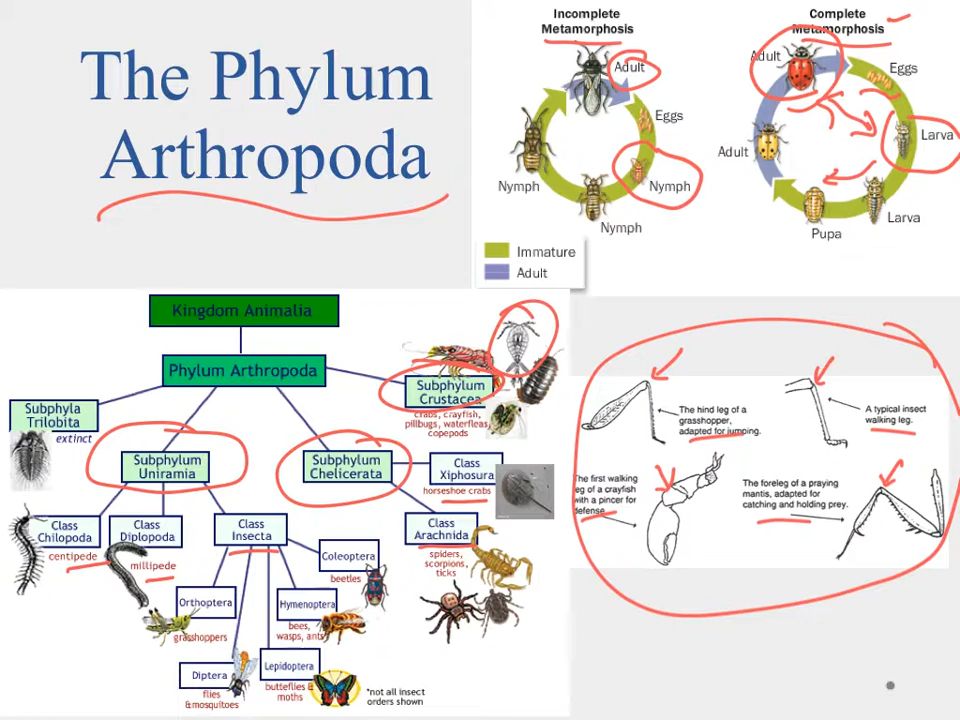 The Phylum
Arthropoda
Incomplete
Metamorphosis
Adult
Eggs
Nymph
Nymph
Nymph
Complete
Metamorphosis
Adult
Eggs
Larva
Larva
Pupa
Adult
Immature
Adult
Kingdom Animalia
Phylum Arthropoda
Subphyla
Trilobita
extinct
Subphylum
Uniramia
Subphylum
Chelicerata
Subphylum
Crustacea
crabs, crayfish,
pillbugs, waterfleas,
copepods
Class
Xiphosura
horseshoe crabs
Class
Arachnida
spiders,
scorpions,
ticks
Class
Chilopoda
centipede
Class
Diplopoda
millipede
Class
Insecta
Coleoptera
beetles
Orthoptera
grasshoppers
Hymenoptera
bees,
wasps, ants
Diptera
flies
&mosquitoes
Lepidoptera
butteflies &
moths
*not all insect
orders shown
The hind leg of a
grasshopper,
adapted for jumping.
A typical insect
walking leg.
The first walking
leg of a crayfish
with a pincer for
defense
The foreleg of a praying
mantis, adapted for
catching and holding prey.